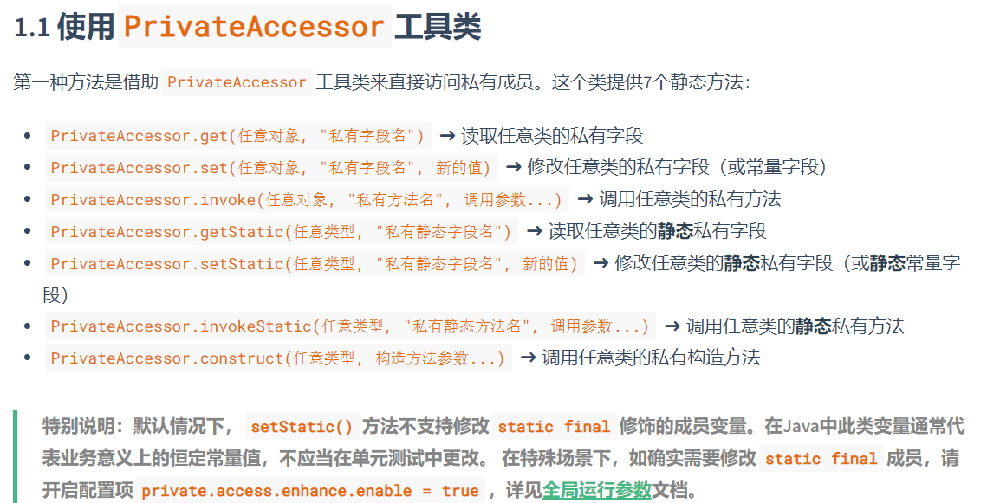 1.1 使用 PrivateAccessor 工具类
第一种方法是借助 PrivateAccessor 工具类来直接访问私有成员。这个类提供7个静态方法：
• PrivateAccessor.get(任意对象, "私有字段名") ➔ 读取任意类的私有字段
• PrivateAccessor.set(任意对象, "私有字段名", 新的值) ➔ 修改任意类的私有字段（或常量字段）
• PrivateAccessor.invoke(任意对象, "私有方法名", 调用参数...) ➔ 调用任意类的私有方法
• PrivateAccessor.getStatic(任意类型, "私有静态字段名") ➔ 读取任意类的静态私有字段
• PrivateAccessor.setStatic(任意类型, "私有静态字段名", 新的值) ➔ 修改任意类的静态私有字段（或静态常量字
段）
• PrivateAccessor.invokeStatic(任意类型, "私有静态方法名", 调用参数...) ➔ 调用任意类的静态私有方法
• PrivateAccessor.construct(任意类型, 构造方法参数...) ➔ 调用任意类的私有构造方法
特别说明：默认情况下， setStatic() 方法不支持修改 static final 修饰的成员变量。在Java中此类变量通常代
表业务意义上的恒定常量值，不应当在单元测试中更改。 在特殊场景下，如确实需要修改 static final 成员，请
开启配置项 private.access.enhance.enable = true ，详见全局运行参数文档。